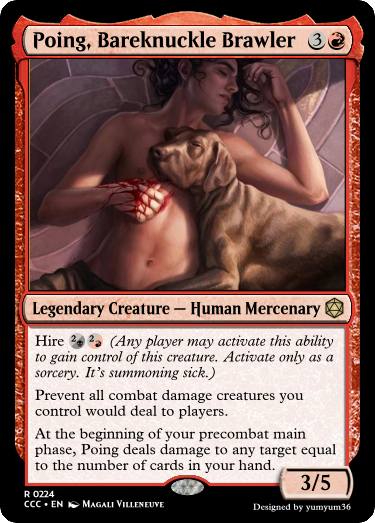 Poing, Bareknuckle Brawler 3
Legendary Creature — Human Mercenary
Hire 2 2 (Any player may activate this ability
to gain control of this creature. Activate only as a
sorcery. It's summoning sick.)
Prevent all combat damage creatures you
control would deal to players.
At the beginning of your precombat main
phase, Poing deals damage to any target equal
to the number of cards in your hand.
3/5
R 0224
CCC • EN Magali Villeneuve
Designed by yumyum36